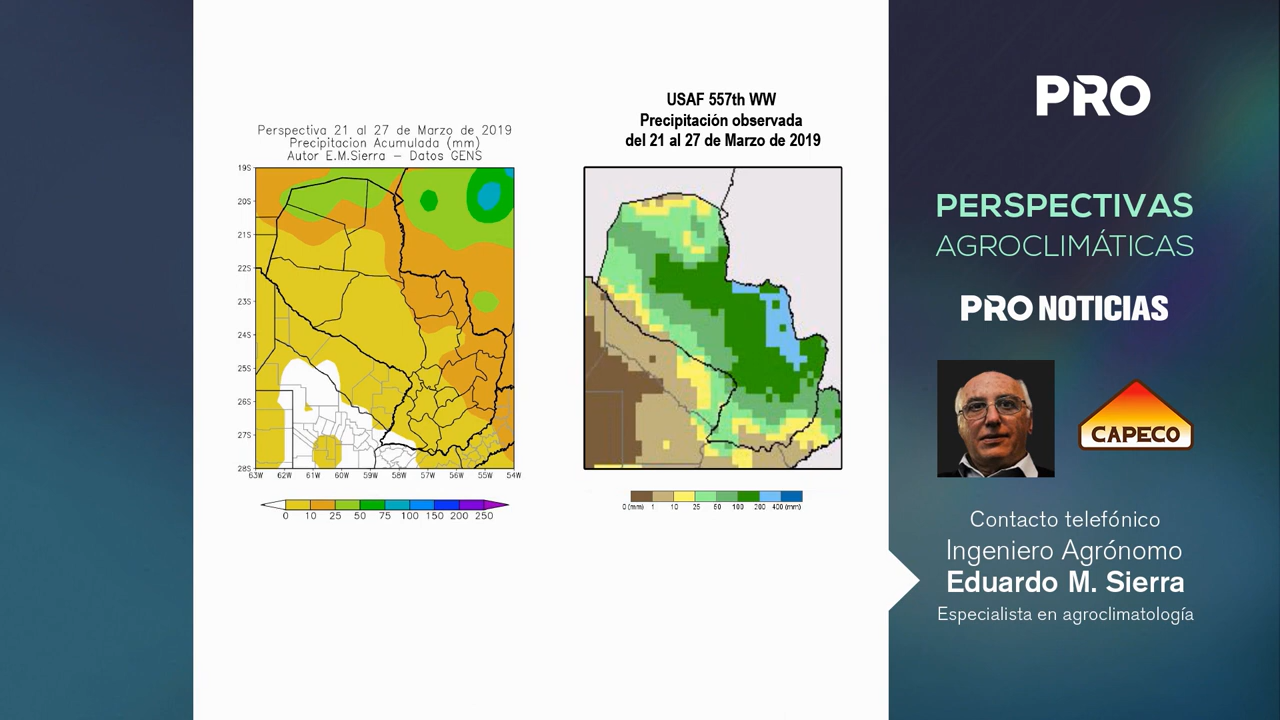 Perspectiva 21 al 27 de Marzo de 2019
Precipitacion Acumulada (mm)
Autor E.M.Sierra – Datos GENS
19S
20S
21S
22S
23S
24S
25S
26S
27S
28S
63W 62W 61W 60W 59W 58W 57W 56W 55W 54W
0 10 25 50 75 100 150 200 250
USAF 557th WW
Precipitación observada
del 21 al 27 de Marzo de 2019
0 (mm) 1 10 25 50 100 200 400 (mm)
PRO
PERSPECTIVAS
AGROCLIMÁTICAS
PRO NOTICIAS
CAPECO
Contacto telefónico
Ingeniero Agrónomo
Eduardo M. Sierra
Especialista en agroclimatología